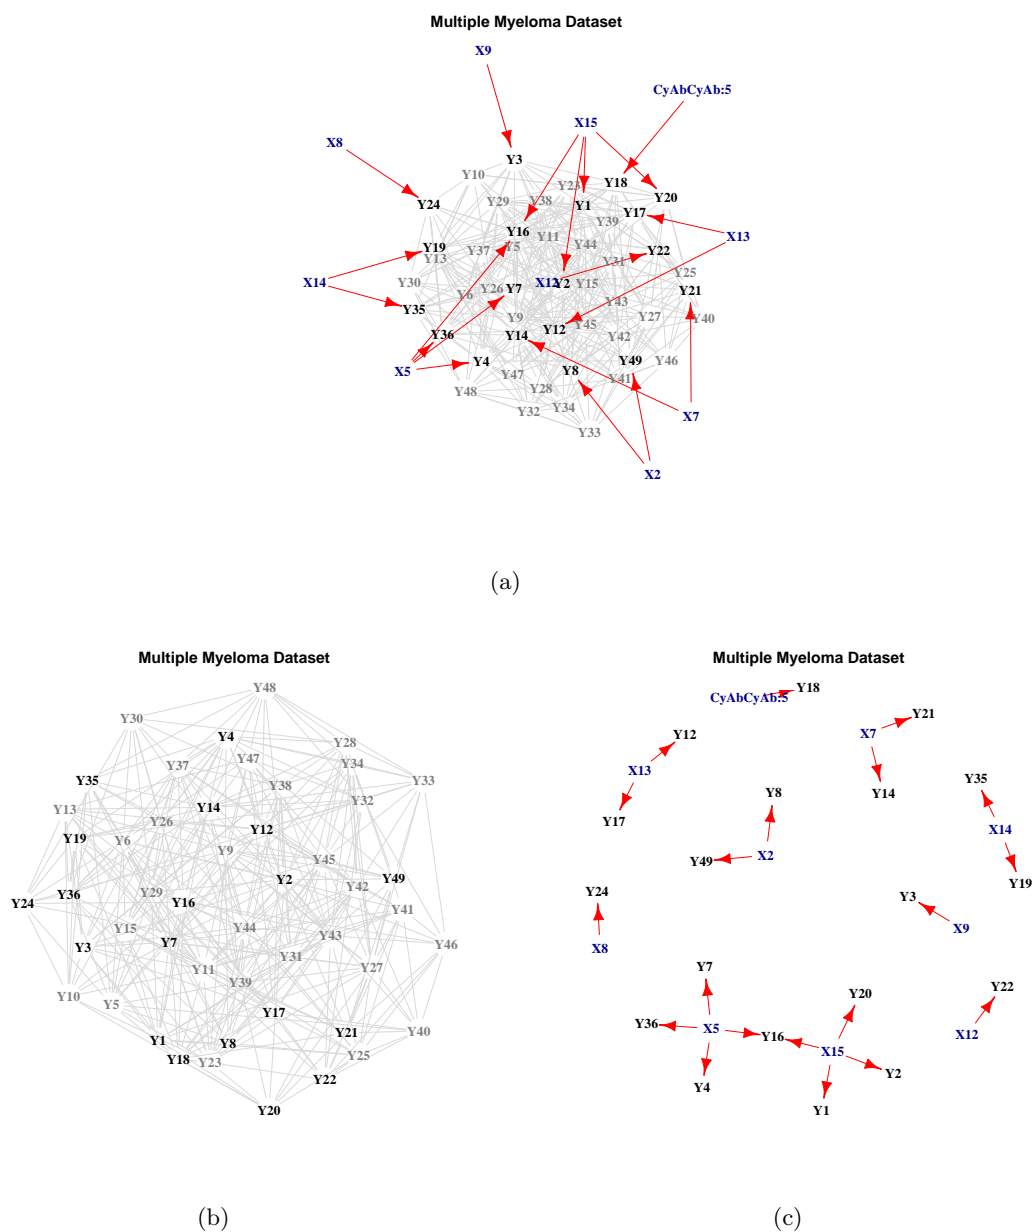 Multiple Myeloma Dataset
X9
CyAbCyAb:5
X15
X8
Y3
Y10
Y23 Y18
Y24 Y29 Y38 Y1 Y20
Y17
Y39
Y16 Y11 X13
Y19 Y37 Y5 Y44 Y22
Y13 Y31
Y25
X14 Y30 Y26 Y7 X12 Y2 Y15 Y21
Y6
Y43
Y35 Y9 Y45 Y27 Y40
Y36 Y14 Y12 Y42
X5 Y4 Y47 Y8 Y49 Y46
Y41
Y48 Y28
Y32 Y34 X7
Y33
X2
(a)
Multiple Myeloma Dataset
Y48
Y30
Y4 Y28
Y37 Y47 Y34
Y35 Y38 Y33
Y13 Y14 Y32
Y26
Y19 Y6 Y12
Y9 Y45
Y36 Y29 Y2 Y42 Y49
Y24 Y16 Y41
Y15 Y44 Y43
Y3 Y7 Y46
Y11 Y31 Y27
Y39
Y10 Y5
Y17
Y1 Y8 Y21 Y40
Y18 Y23 Y25
Y22
Y20
(b)
Multiple Myeloma Dataset
CyAbCyAb:5 Y18
Y21
Y12 X7
X13
Y35
Y8 Y14
Y17
X14
Y49 X2
Y24 Y19
Y3
X9
X8
Y7
Y22
Y20
Y36 X5
Y16 X12
X15
Y2
Y4
Y1
(c)